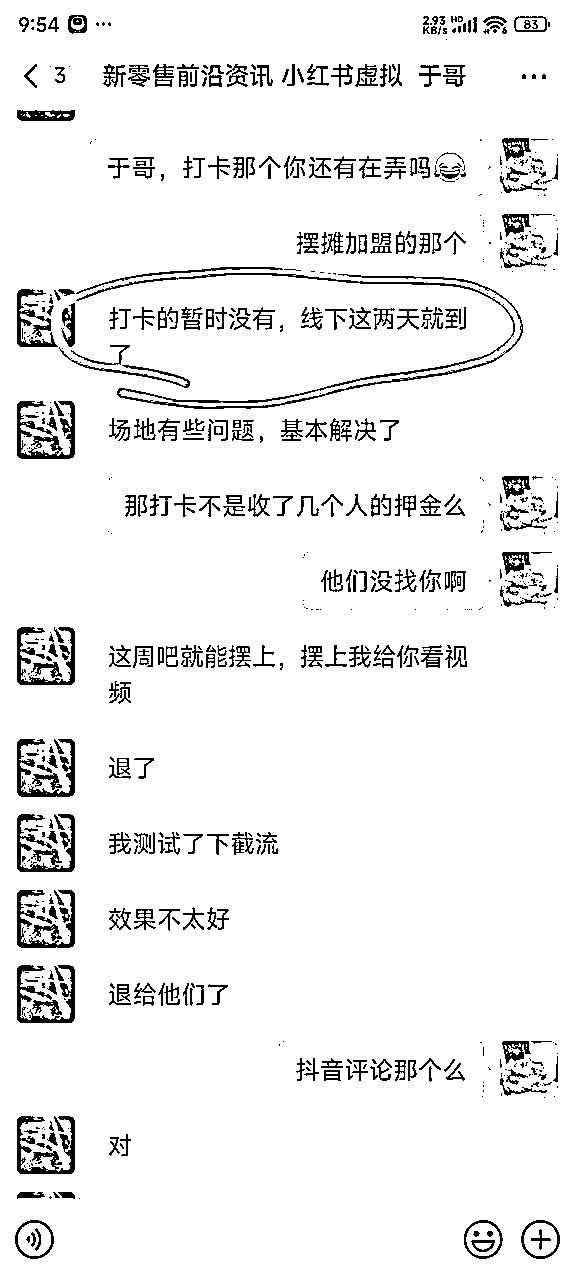 9:54
2.93 KB/s HD 83
3 新零售前沿资讯 小红书虚拟 于哥
于哥，打卡那个你还有在弄吗😂
摆摊加盟的那个
打卡的暂时没有，线下这两天就到
了
场地有些问题，基本解决了
那打卡不是收了几个人的押金么
他们没找你啊
这周吧就能摆上，摆上我给你看视
频
退了
我测试了下截流
效果不太好
退给他们了
抖音评论那个么
对